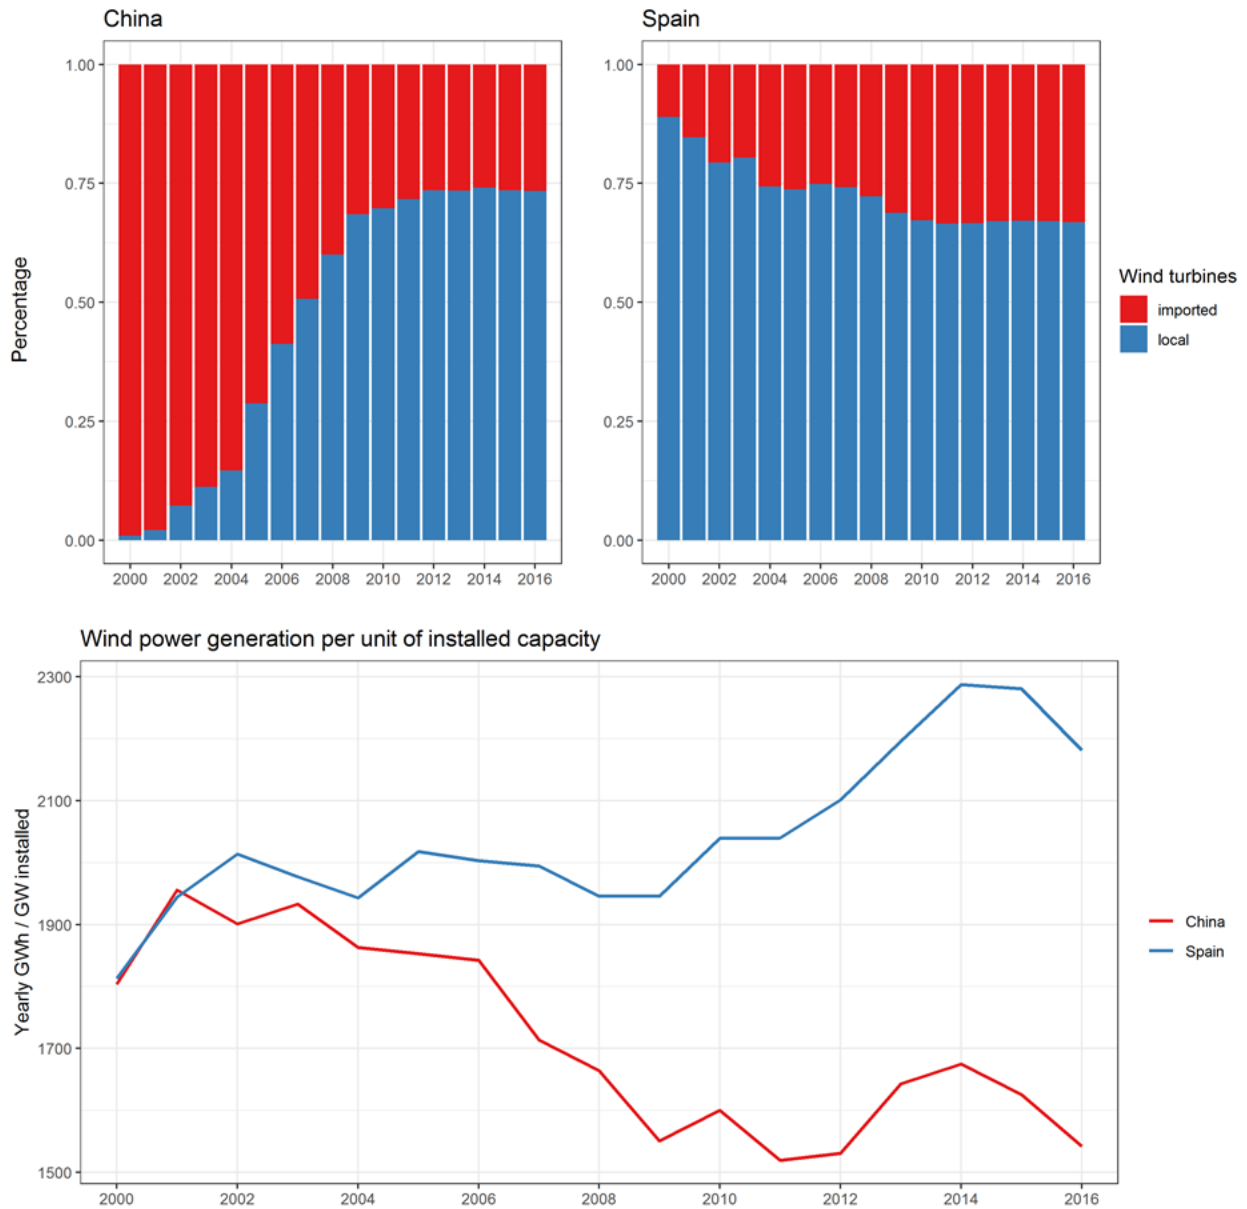 China
Spain
Percentage
1.00
0.75
0.50
0.25
0.00
2000 2002 2004 2006 2008 2010 2012 2014 2016
1.00
0.75
0.50
0.25
0.00
2000 2002 2004 2006 2008 2010 2012 2014 2016
Wind turbines
imported
local
Wind power generation per unit of installed capacity
Yearly GWh / GW installed
2300
2100
1900
1700
1500
2000 2002 2004 2006 2008 2010 2012 2014 2016
China
Spain